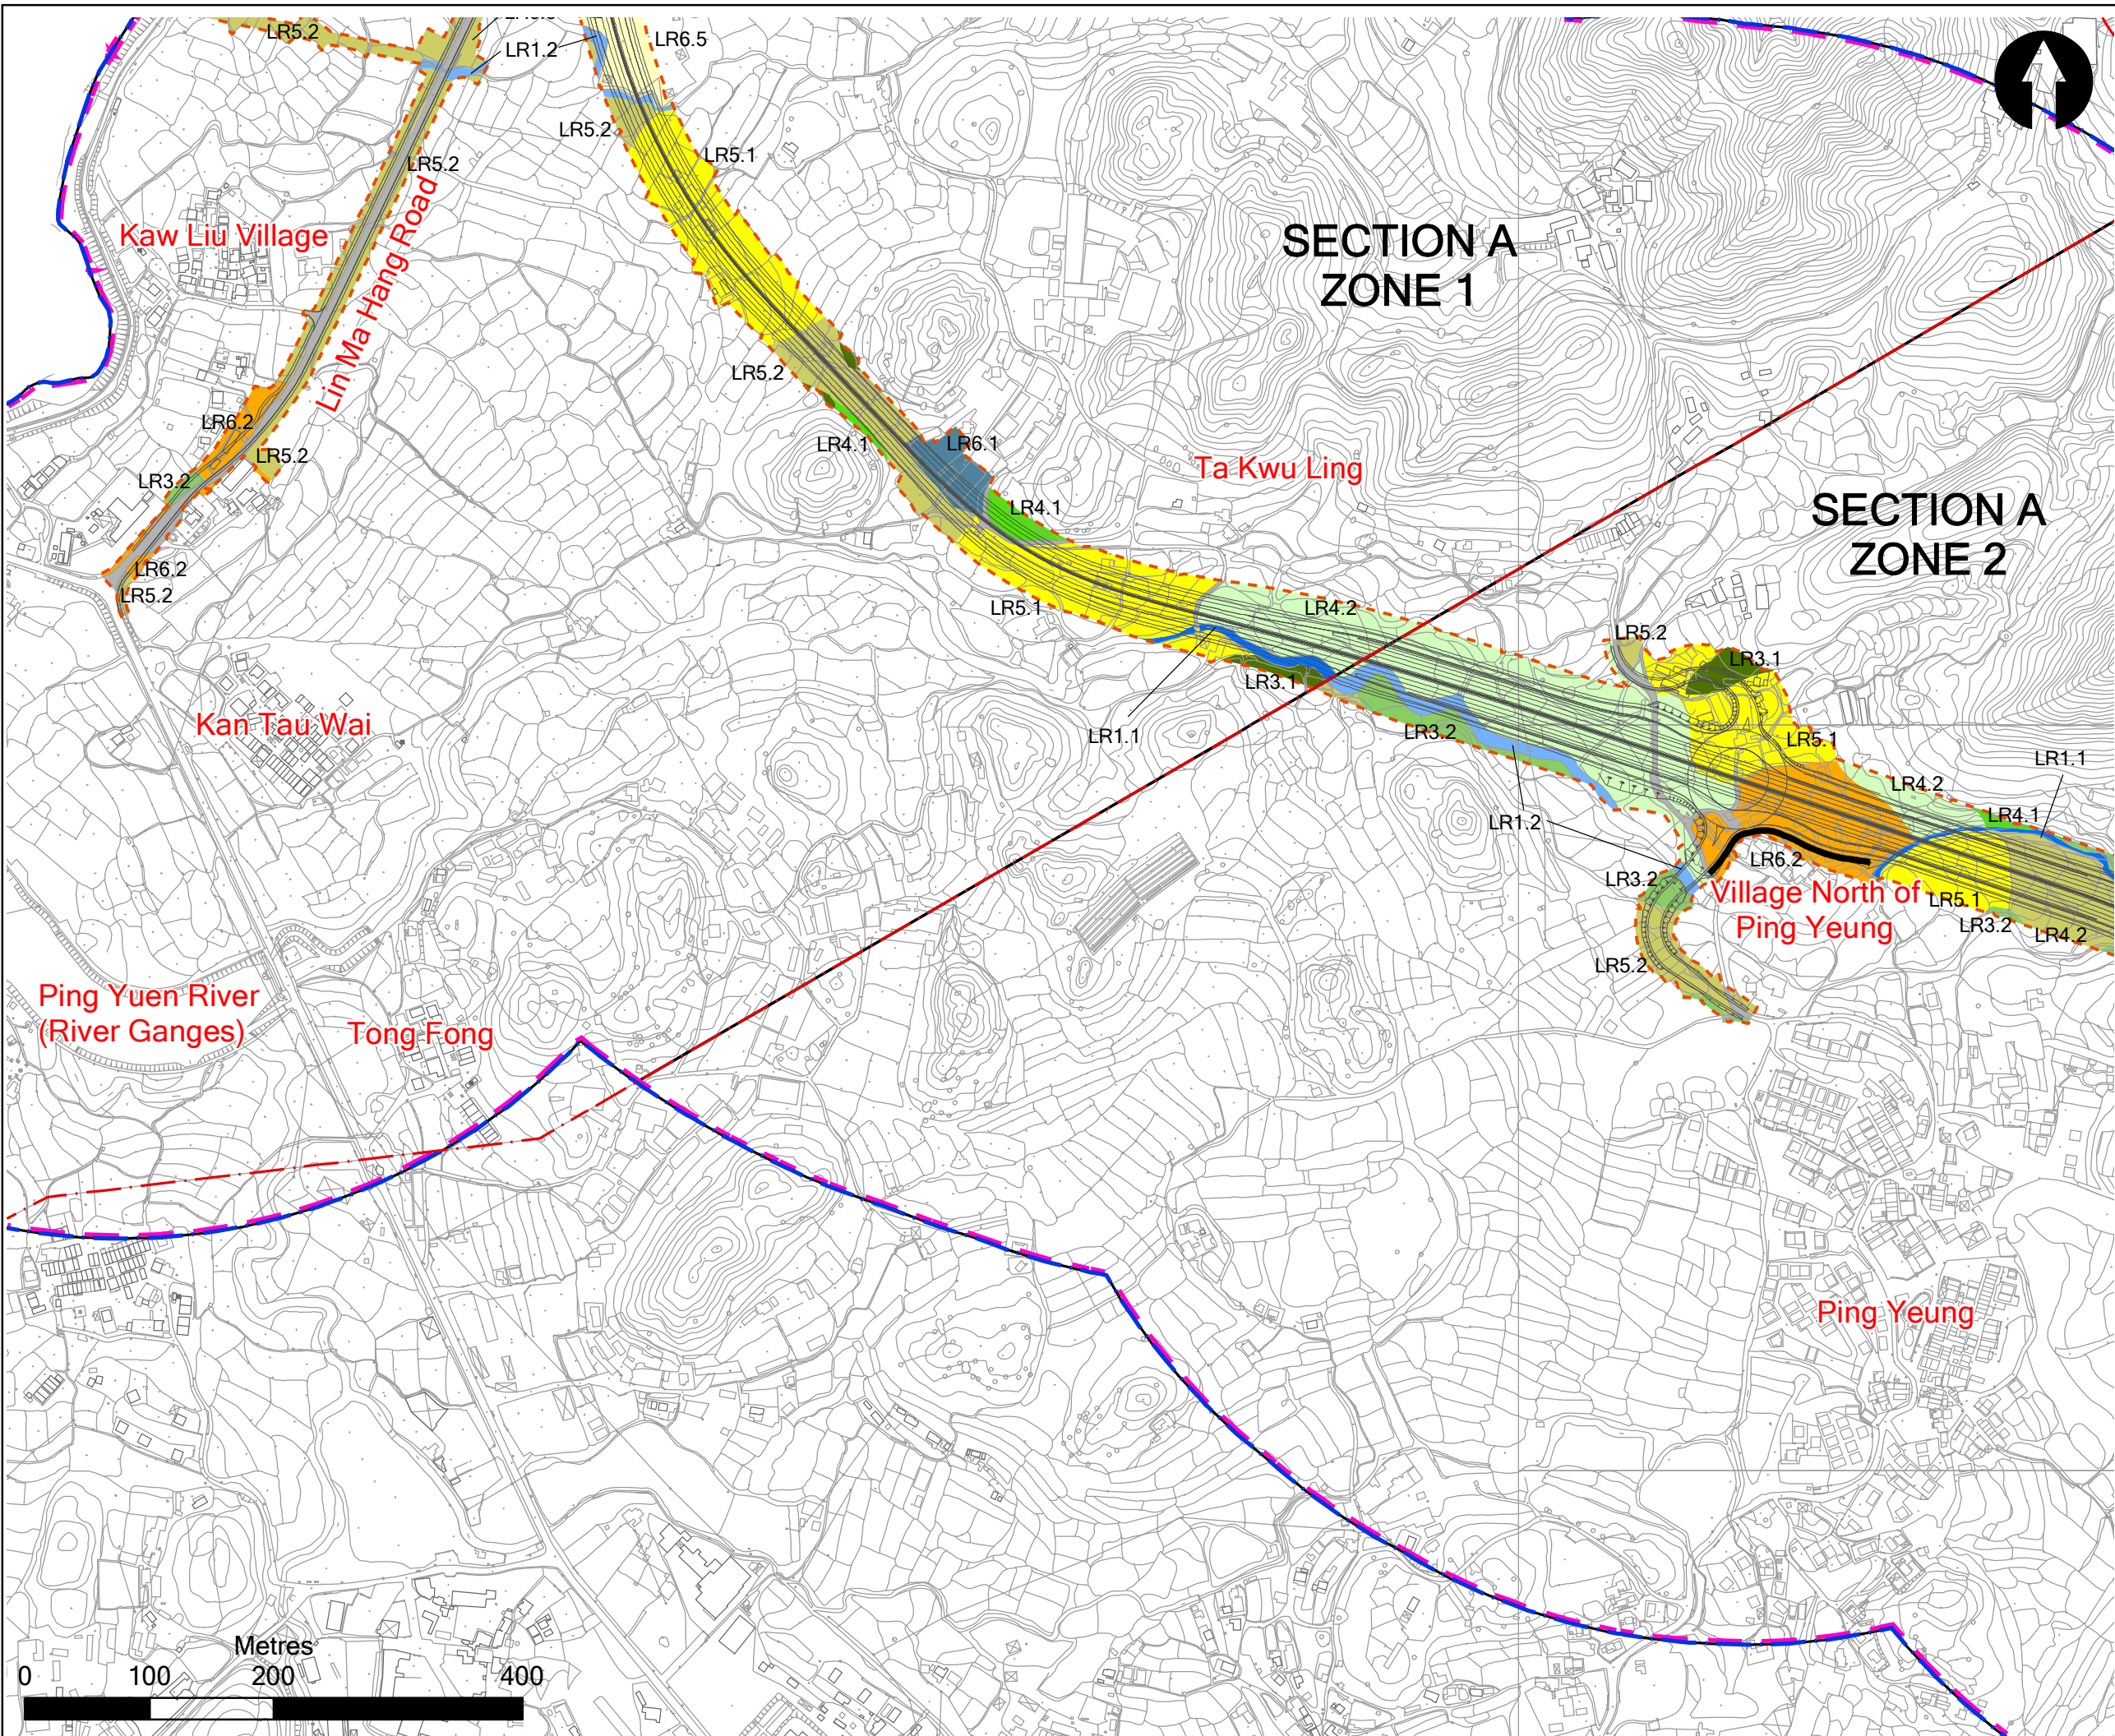 LR5.2
LR1.2
LR6.5
LR5.2
LR5.1
LR5.2
Kaw Liu Village
Lin Ma Hang Road
SECTION A
ZONE 1
LR5.2
LR6.2
LR4.1
LR6.1
LR5.2
Ta Kwu Ling
LR3.2
LR4.1
SECTION A
ZONE 2
LR6.2
LR5.2
LR5.1
LR4.2
LR5.2
LR3.1
LR3.1
Kan Tau Wai
LR1.1
LR3.2
LR5.1
LR1.1
LR4.2
LR4.1
LR1.2
LR6.2
LR3.2
Village North of
Ping Yeung
LR5.1
LR3.2
LR4.2
LR5.2
Ping Yuen River
(River Ganges)
Tong Fong
Ping Yeung
Metres
0 100 200 400